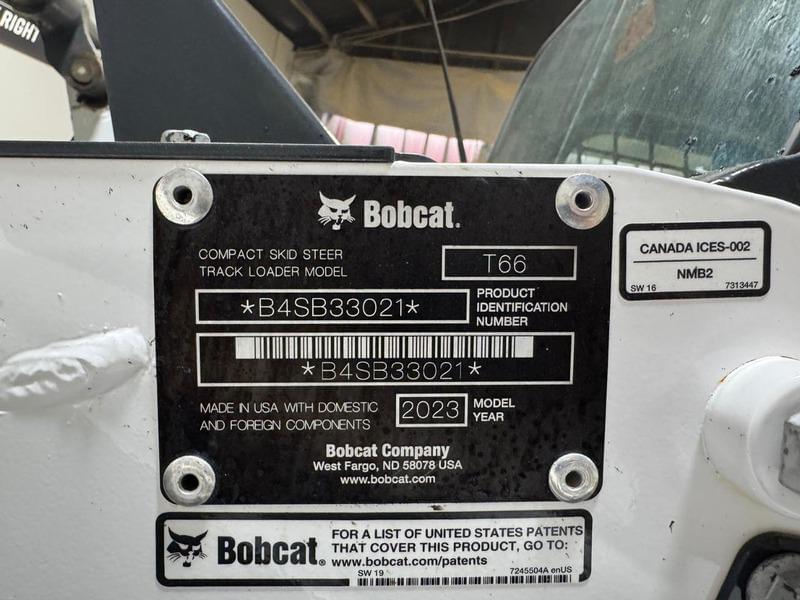 RIGHT
Bobcat.
COMPACT SKID STEER
TRACK LOADER MODEL
T66
*B4SB33021*
PRODUCT
IDENTIFICATION
NUMBER
*B4SB33021*
MADE IN USA WITH DOMESTIC
AND FOREIGN COMPONENTS
2023
MODEL
YEAR
Bobcat Company
West Fargo, ND 58078 USA
www.bobcat.com
CANADA ICES-002
NMB2
SW 16
7313447
Bobcat.
FOR A LIST OF UNITED STATES PATENTS
THAT COVER THIS PRODUCT, GO TO:
www.bobcat.com/patents
SW 19
7245504A enUS